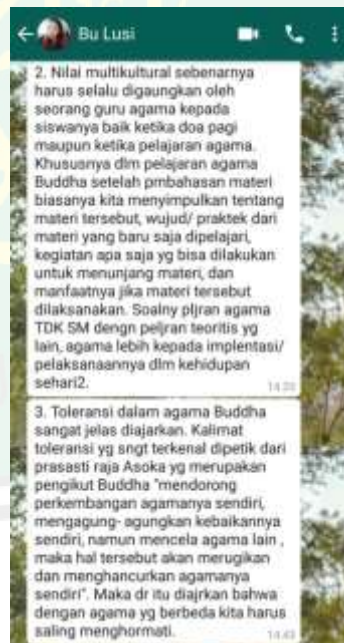 Bu Lusi
2. Nilai multikultural sebenarnya
harus selalu digaungkan oleh
seorang guru agama kepada
siswanya baik ketika doa pagi
maupun ketika pelajaran agama.
Khususnya dlm pelajaran agama
Buddha setelah pmbahasan materi
biasanya kita menyimpulkan tentang
materi tersebut, wujud/ praktek dari
materi yang baru saja dipelajari,
kegiatan apa saja yg bisa dilakukan
untuk menunjang materi, dan
manfaatnya jika materi tersebut
dilaksanakan. Soalny pljran agama
TDK SM dengn peljran teoritis yg
lain, agama lebih kepada implentasi/
pelaksanaannya dlm kehidupan
sehari2.
3. Toleransi dalam agama Buddha
sangat jelas diajarkan. Kalimat
toleransi yg sngt terkenal dipetik dari
prasasti raja Asoka yg merupakan
pengikut Buddha "mendorong
perkembangan agamanya sendiri,
mengagung- agungkan kebaikannya
sendiri, namun mencela agama lain ,
maka hal tersebut akan merugikan
dan menghancurkan agamanya
sendiri". Maka dr itu diajrkan bahwa
dengan agama yg berbeda kita harus
saling menghormati.
14.43